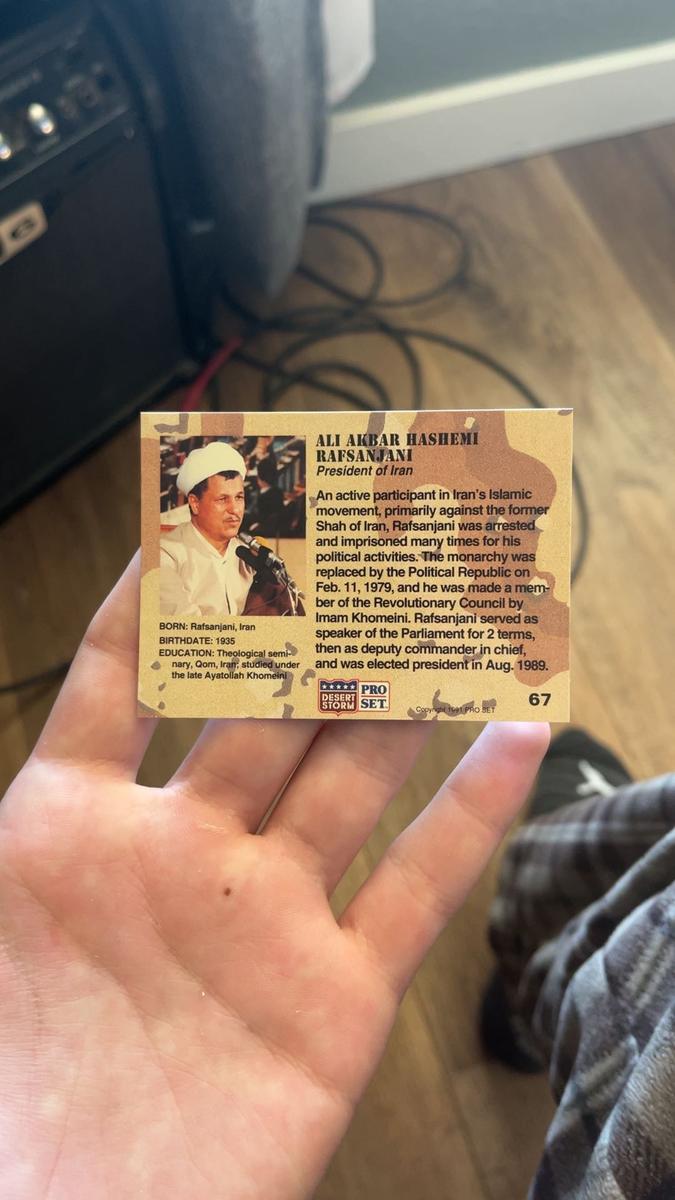 ALI AKBAR HASHEMI
RAFSANJANI
President of Iran
An active participant in Iran's Islamic
movement, primarily against the former
Shah of Iran, Rafsanjani was arrested
and imprisoned many times for his
political activities. The monarchy was
replaced by the Political Republic on
Feb. 11, 1979, and he was made a mem-
ber of the Revolutionary Council by
Imam Khomeini. Rafsanjani served as
speaker of the Parliament for 2 terms,
then as deputy commander in chief,
and was elected president in Aug. 1989.
BORN: Rafsanjani, Iran
BIRTHDATE: 1935
EDUCATION: Theological semi-
nary, Qom, Iran; studied under
the late Ayatollah Khomeini
DESERT
STORM
PRO
SET
Copyright 1991 PRO SET
67